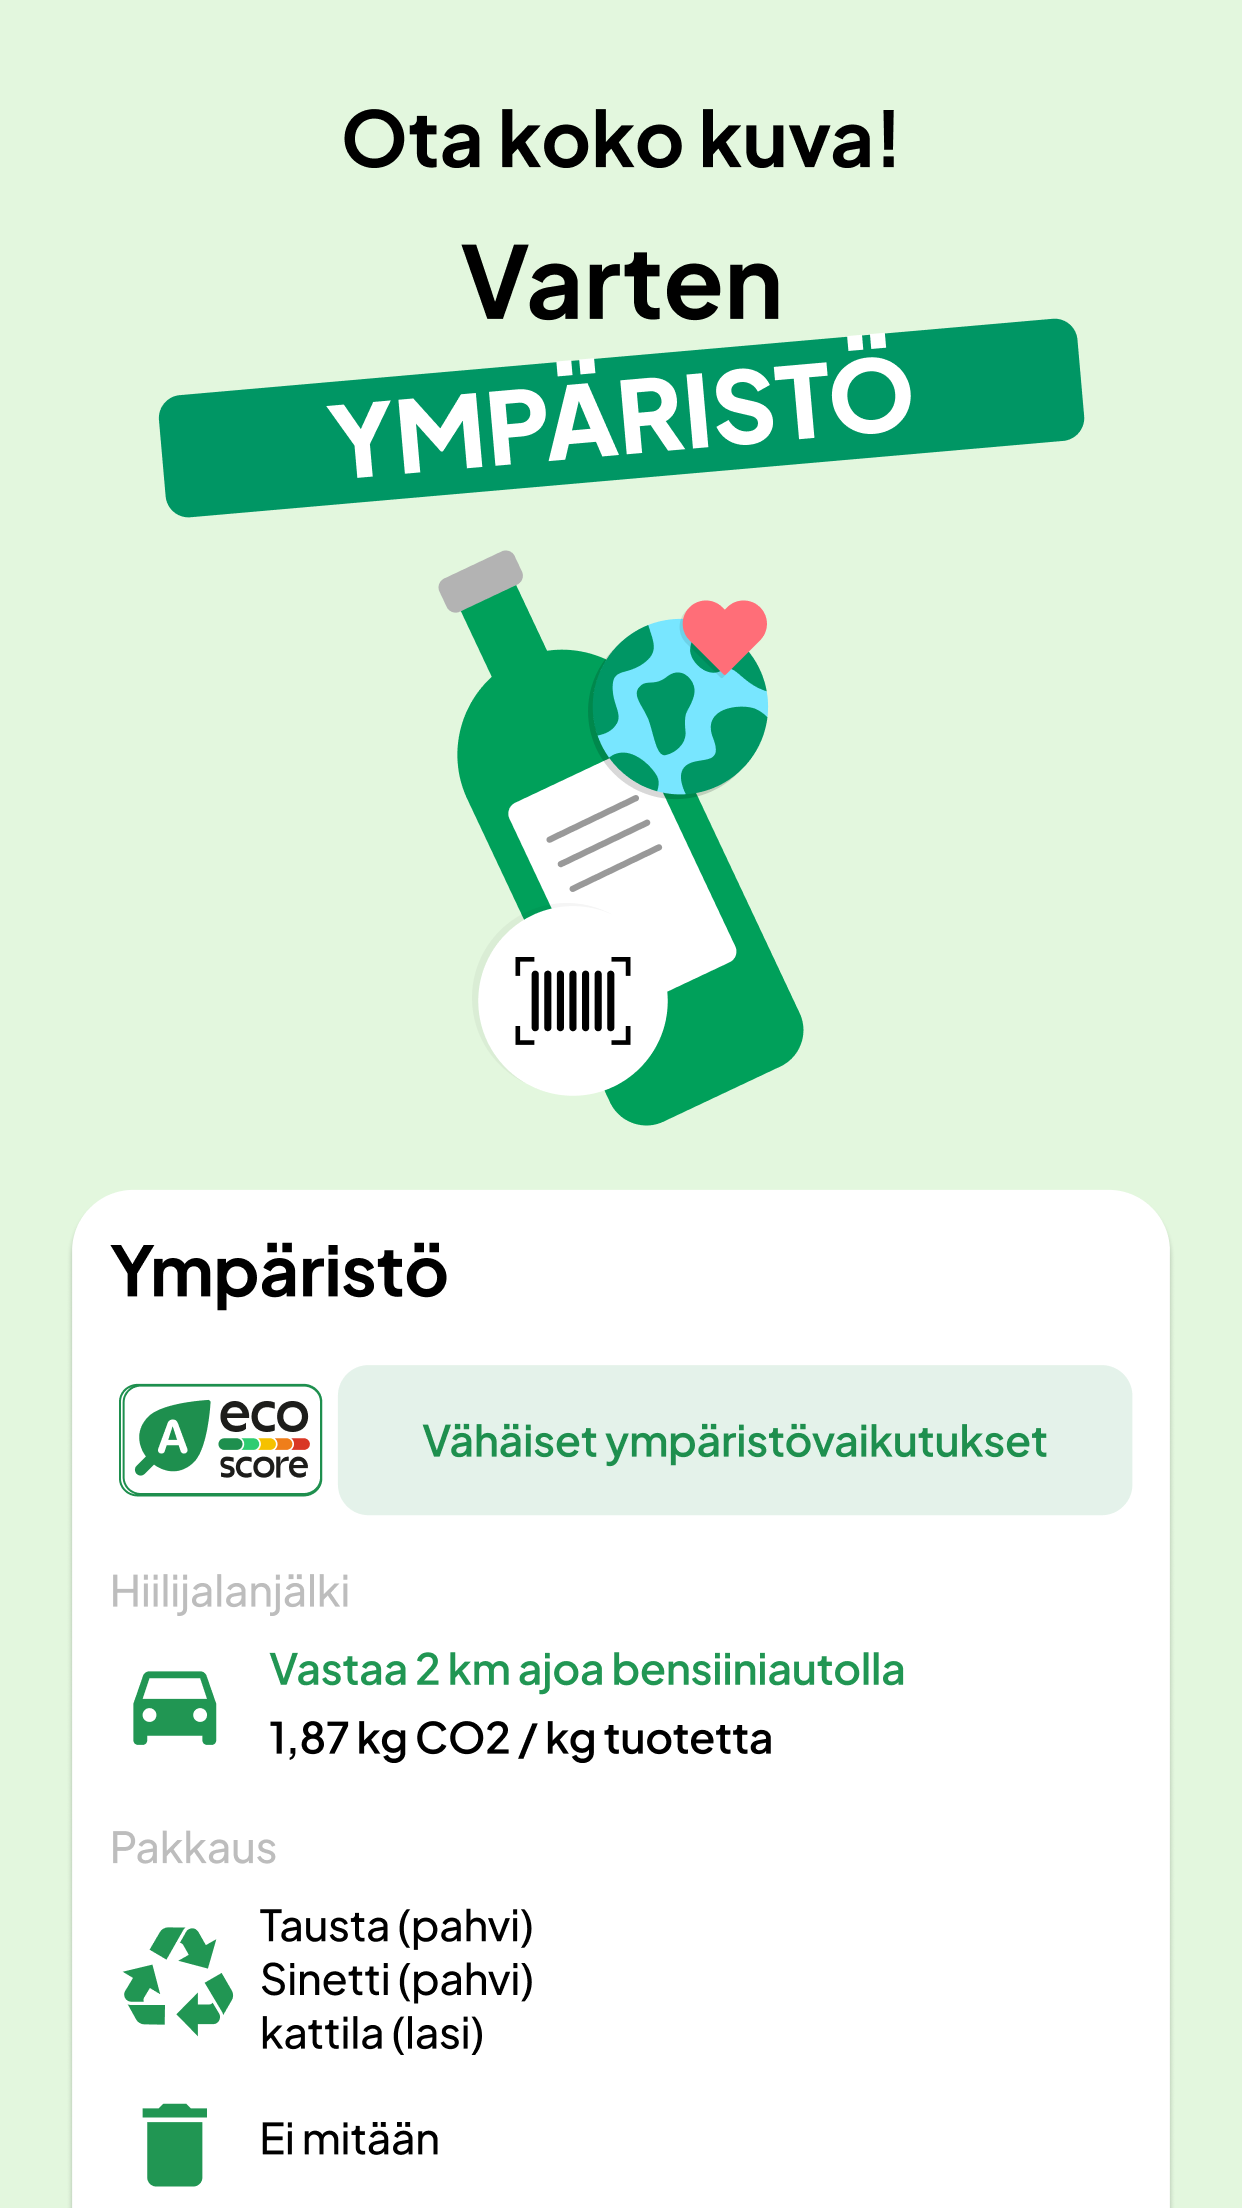 Ota koko kuva!
Varten
YMPÄRISTÖ
Ympäristö
A
eco
score
Vähäiset ympäristövaikutukset
Hiilijalanjälki
Vastaa 2 km ajoa bensiiniautolla
1,87 kg CO2 / kg tuotetta
Pakkaus
Tausta (pahvi)
Sinetti (pahvi)
kattila (lasi)
Ei mitään